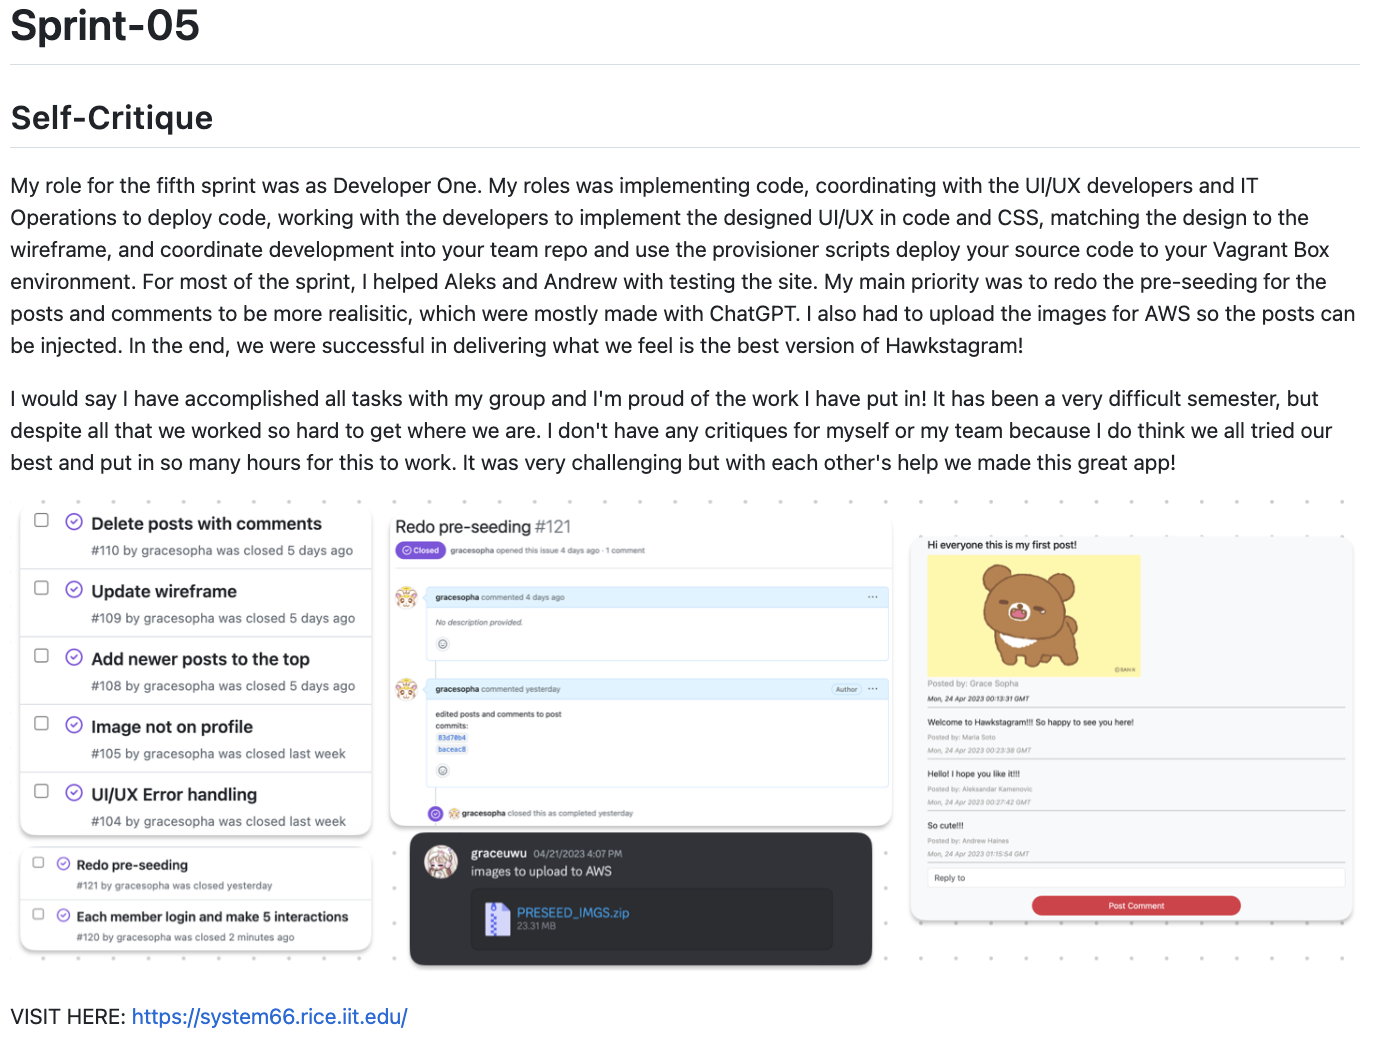 Sprint-05
Self-Critique
My role for the fifth sprint was as Developer One. My roles was implementing code, coordinating with the UI/UX developers and IT
Operations to deploy code, working with the developers to implement the designed UI/UX in code and CSS, matching the design to the
wireframe, and coordinate development into your team repo and use the provisioner scripts deploy your source code to your Vagrant Box
environment. For most of the sprint, I helped Aleks and Andrew with testing the site. My main priority was to redo the pre-seeding for the
posts and comments to be more realisitic, which were mostly made with ChatGPT. I also had to upload the images for AWS so the posts can
be injected. In the end, we were successful in delivering what we feel is the best version of Hawkstagram!
I would say I have accomplished all tasks with my group and I'm proud of the work I have put in! It has been a very difficult semester, but
despite all that we worked so hard to get where we are. I don't have any critiques for myself or my team because I do think we all tried our
best and put in so many hours for this to work. It was very challenging but with each other's help we made this great app!
Delete posts with comments
#110 by gracesopha was closed 5 days ago
Update wireframe
#109 by gracesopha was closed 5 days ago
Add newer posts to the top
#108 by gracesopha was closed 5 days ago
Image not on profile
#105 by gracesopha was closed last week
UI/UX Error handling
#104 by gracesopha was closed last week
Redo pre-seeding
#121 by gracesopha was closed yesterday
Each member login and make 5 interactions
#120 by gracesopha was closed 2 minutes ago
Redo pre-seeding #121
Closed gracesopha opened this issue 4 days ago · 1 comment
gracesopha commented 4 days ago
No description provided.
gracesopha commented yesterday Author
edited posts and comments to post
commits:
83d70b4
baceac8
gracesopha closed this as completed yesterday
graceuwu 04/21/2023 4:07 PM
images to upload to AWS
PRESEED_IMGS.zip
23.31 MB
Hi everyone this is my first post!
©SAN-X
Posted by: Grace Sopha
Mon, 24 Apr 2023 00:13:31 GMT
Welcome to Hawkstagram!!! So happy to see you here!
Posted by: Maria Soto
Mon, 24 Apr 2023 00:23:38 GMT
Hello! I hope you like it!!!
Posted by: Aleksandar Kamenovic
Mon, 24 Apr 2023 00:27:42 GMT
So cute!!!
Posted by: Andrew Haines
Mon, 24 Apr 2023 01:15:54 GMT
Reply to
Post Comment
VISIT HERE: https://system66.rice.iit.edu/